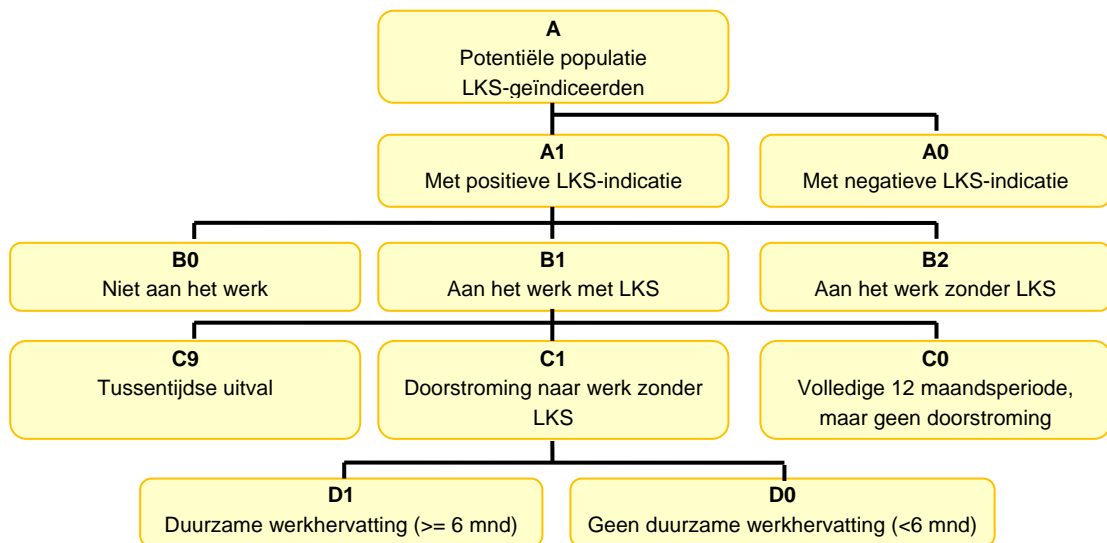 A
Potentiële populatie
LKS-geïndiceerden
A1
Met positieve LKS-indicatie
A0
Met negatieve LKS-indicatie
B0
Niet aan het werk
B1
Aan het werk met LKS
B2
Aan het werk zonder LKS
C9
Tussentijdse uitval
C1
Doorstroming naar werk zonder
LKS
C0
Volledige 12 maandsperiode,
maar geen doorstroming
D1
Duurzame werkhervatting (>= 6 mnd)
D0
Geen duurzame werkhervatting (<6 mnd)